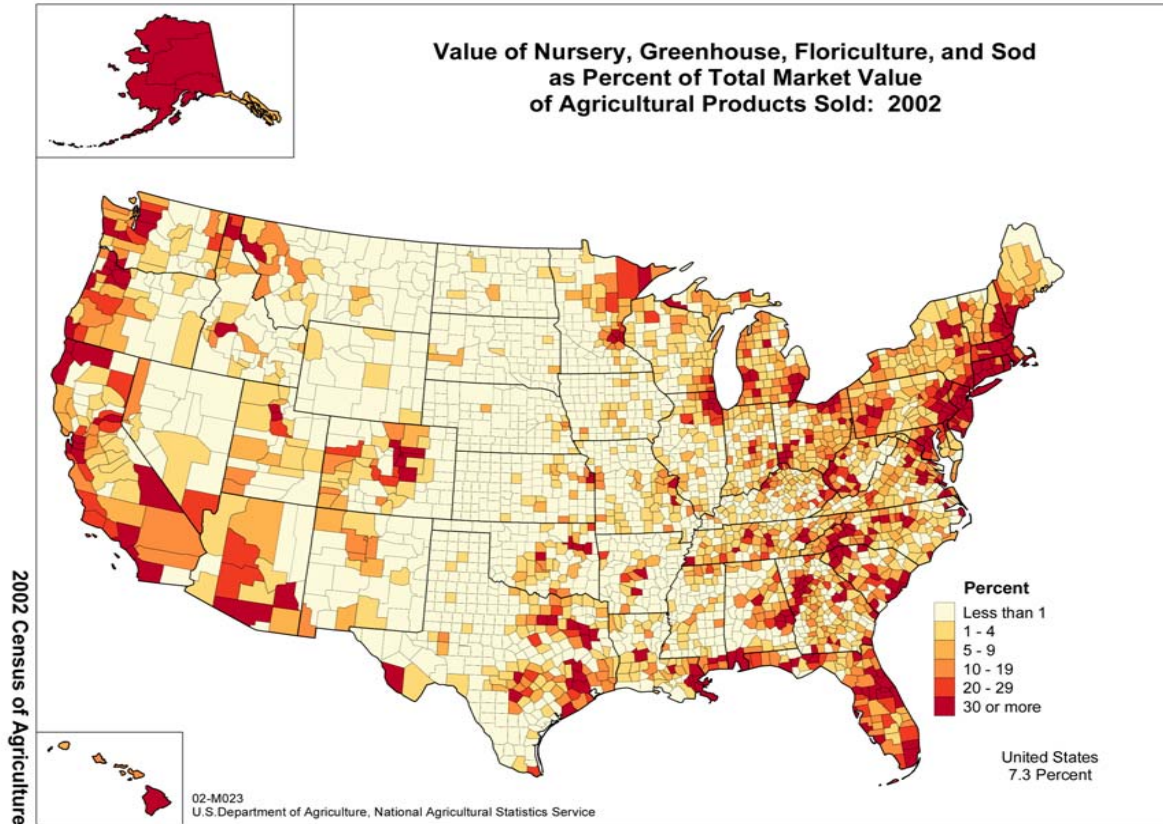 Value of Nursery, Greenhouse, Floriculture, and Sod
as Percent of Total Market Value
of Agricultural Products Sold: 2002
Percent
Less than 1
1 - 4
5 - 9
10 - 19
20 - 29
30 or more
United States
7.3 Percent
2002 Census of Agriculture
02-M023
U.S.Department of Agriculture, National Agricultural Statistics Service